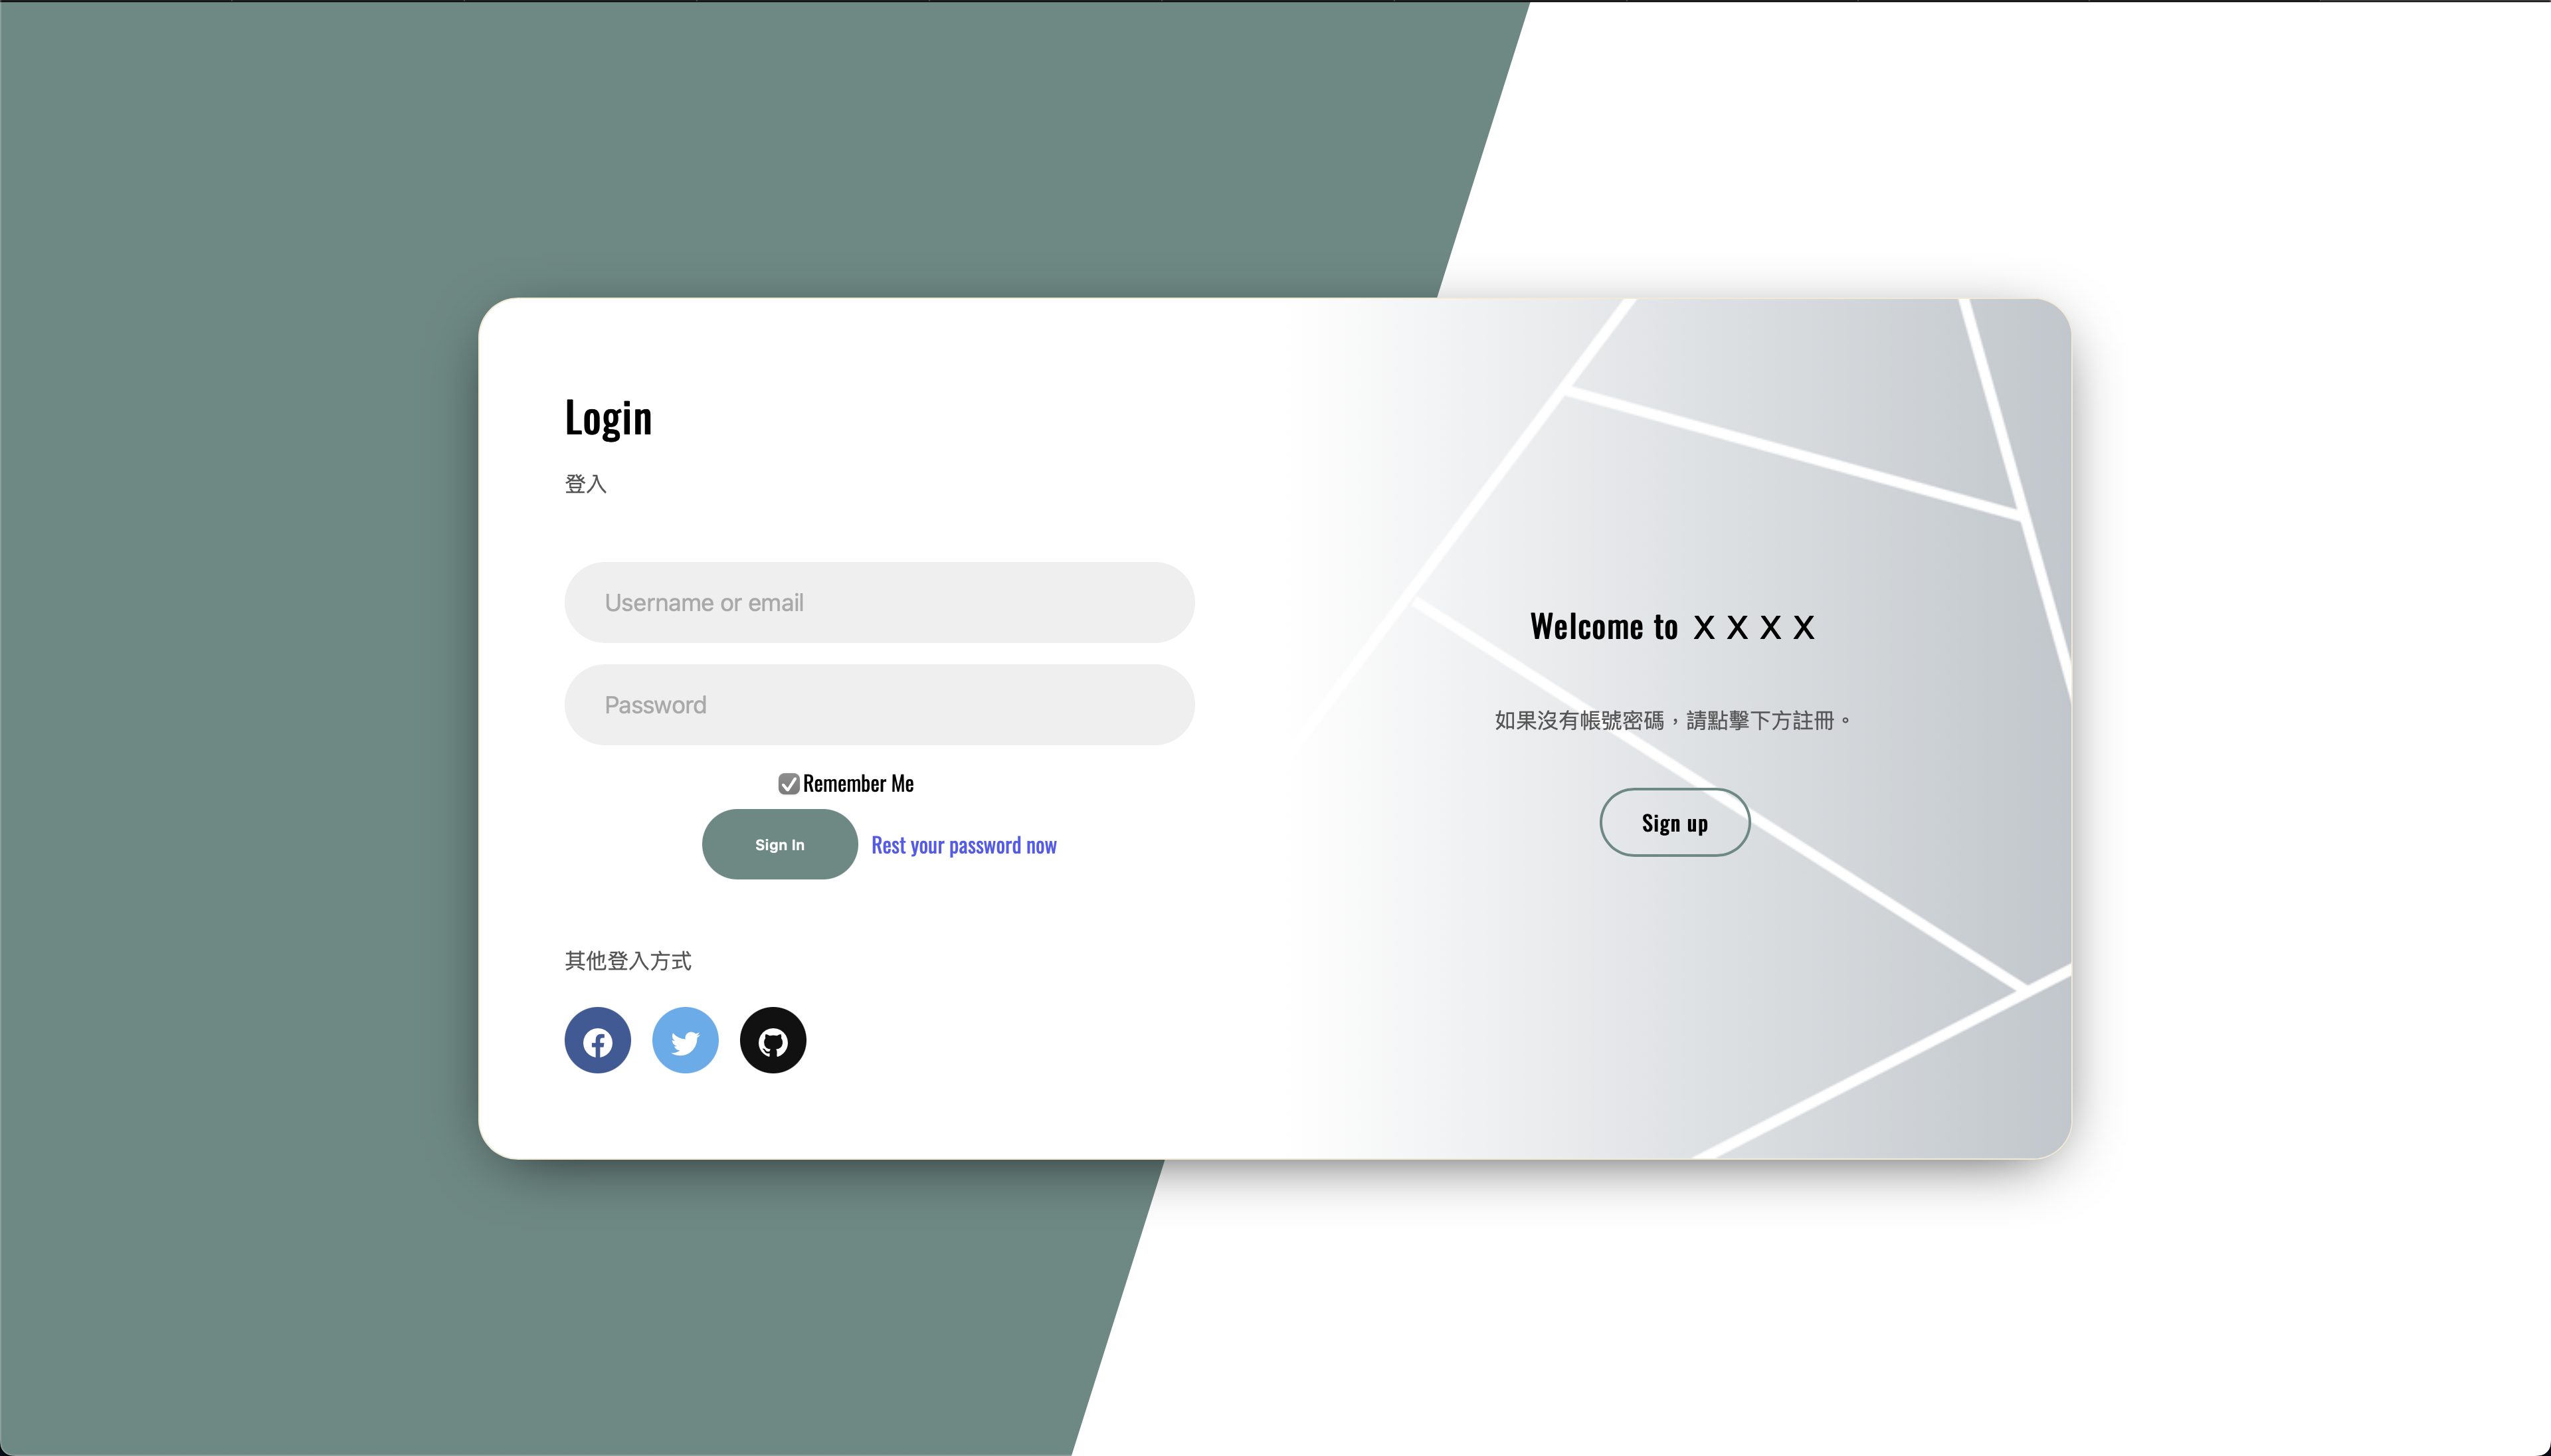 Login
登入
Username or email
Password
Remember Me
Sign In
Rest your password now
其他登入方式
Welcome to ＸＸＸＸ
如果沒有帳號密碼，請點擊下方註冊。
Sign up